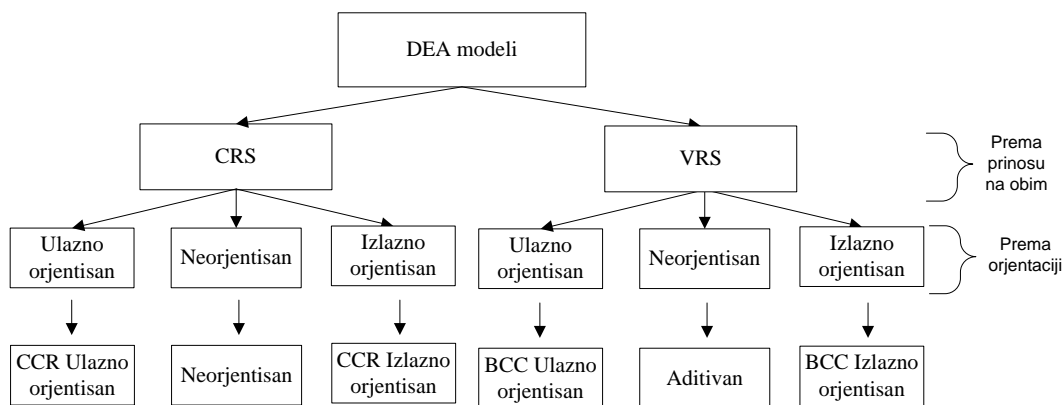 DEA modeli
CRS
VRS
Prema
prinosu
na obim
Ulazno
orjentisan
Neorjentisan
Izlazno
orjentisan
Ulazno
orjentisan
Neorjentisan
Izlazno
orjentisan
Prema
orjentaciji
CCR Ulazno
orjentisan
Neorjentisan
CCR Izlazno
orjentisan
BCC Ulazno
orjentisan
Aditivan
BCC Izlazno
orjentisan